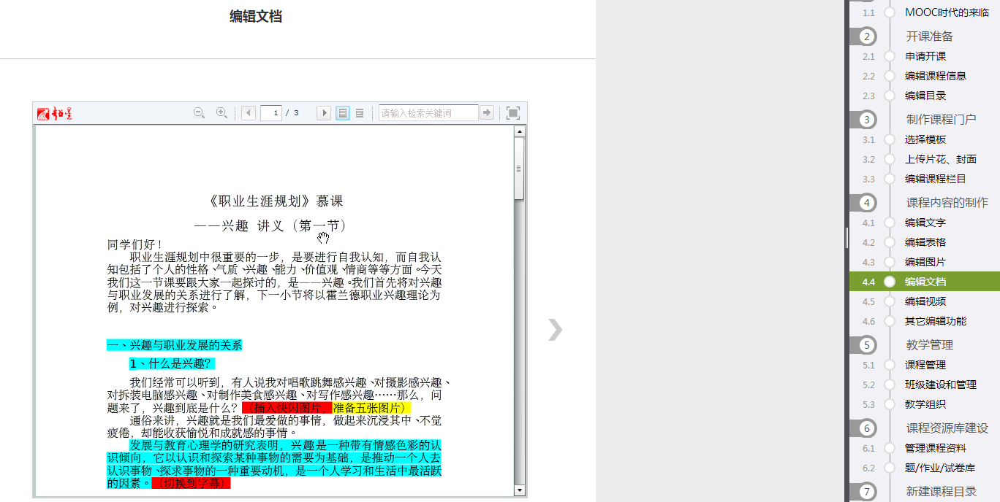 编辑文档
超星
1 / 3
请输入检索关键词
《职业生涯规划》慕课
——兴趣 讲义（第一节）
同学们好！
职业生涯规划中很重要的一步，是要进行自我认知，而自我认
知包括了个人的性格、气质、兴趣、能力、价值观、情商等等方面。今天
我们这一节课要跟大家一起探讨的，是——兴趣。我们首先将对兴趣
与职业发展的关系进行了解，下一小节将以霍兰德职业兴趣理论为
例，对兴趣进行探索。
一、兴趣与职业发展的关系
1、什么是兴趣？
我们经常可以听到，有人说我对唱歌跳舞感兴趣、对摄影感兴趣、
对拆装电脑感兴趣、对制作美食感兴趣、对写作感兴趣……那么，问
题来了，兴趣到底是什么？（插入快闪图片，准备五张图片）
通俗来讲，兴趣就是我们最爱做的事情，做起来沉浸其中、不觉
疲倦，却能收获愉悦和成就感的事情。
发展与教育心理学的研究表明，兴趣是一种带有情感色彩的认
识倾向，它以认识和探索某种事物的需要为基础，是推动一个人去
认识事物、探求事物的一种重要动机，是一个人学习和生活中最活跃
的因素。（切换到字幕）
1.1 MOOC时代的来临
2 开课准备
2.1 申请开课
2.2 编辑课程信息
2.3 编辑目录
3 制作课程门户
3.1 选择模板
3.2 上传片花、封面
3.3 编辑课程栏目
4 课程内容的制作
4.1 编辑文字
4.2 编辑表格
4.3 编辑图片
4.4 编辑文档
4.5 编辑视频
4.6 其它编辑功能
5 教学管理
5.1 课程管理
5.2 班级建设和管理
5.3 教学组织
6 课程资源库建设
6.1 管理课程资料
6.2 题/作业/试卷库
7 新建课程目录